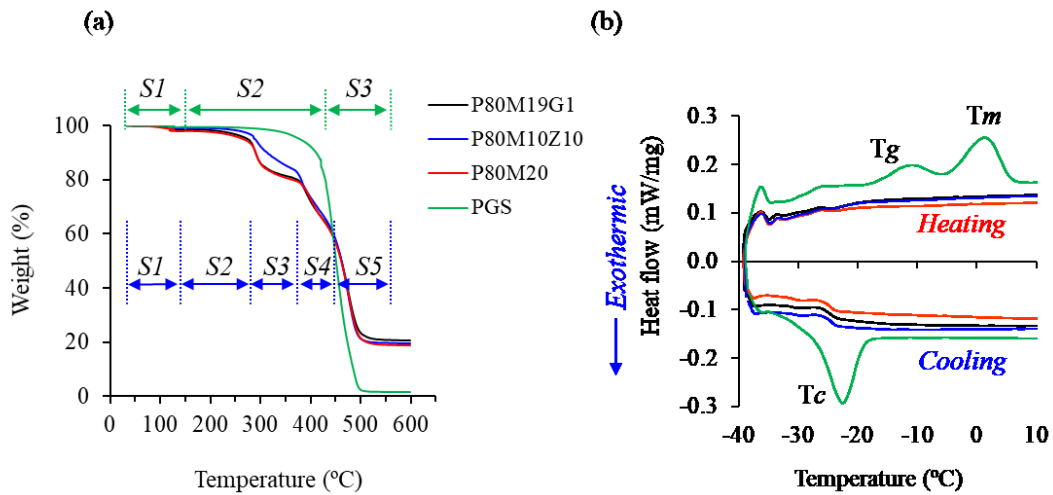 (a)
S1 S2 S3
P80M19G1
P80M10Z10
P80M20
PGS
S1 S2 S3 S4 S5
100
80
60
40
20
0
0 100 200 300 400 500 600
Weight (%)
Temperature (ºC)
(b)
0.3
0.2
0.1
0.0
-0.1
-0.2
-0.3
Tg
Tm
Heating
Cooling
Tc
-40 -30 -20 -10 0 10
Exothermic
Heat flow (mW/mg)
Temperature (ºC)